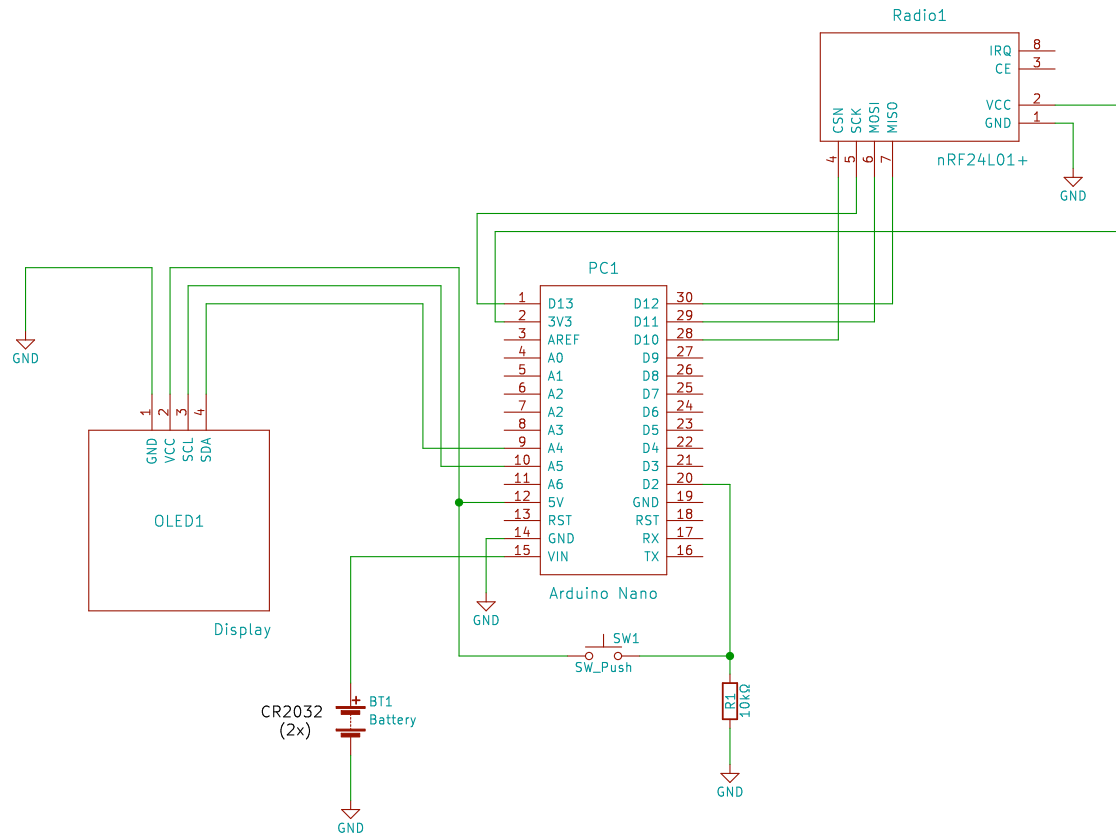 Radio1
IRQ 8
CE 3
VCC 2
GND 1
CSN SCK MOSI MISO
4 5 6 7
nRF24L01+
GND
PC1
1 D13 D12 30
2 3V3 D11 29
3 AREF D10 28
4 A0 D9 27
5 A1 D8 26
6 A2 D7 25
7 A2 D6 24
8 A3 D5 23
9 A4 D4 22
10 A5 D3 21
11 A6 D2 20
12 5V GND 19
13 RST RST 18
14 GND RX 17
15 VIN TX 16
Arduino Nano
GND
GND
1 2 3 4
GND VCC SCL SDA
OLED1
Display
SW1
SW_Push
CR2032
(2x)
+
BT1
Battery
GND
R1
10kΩ
GND